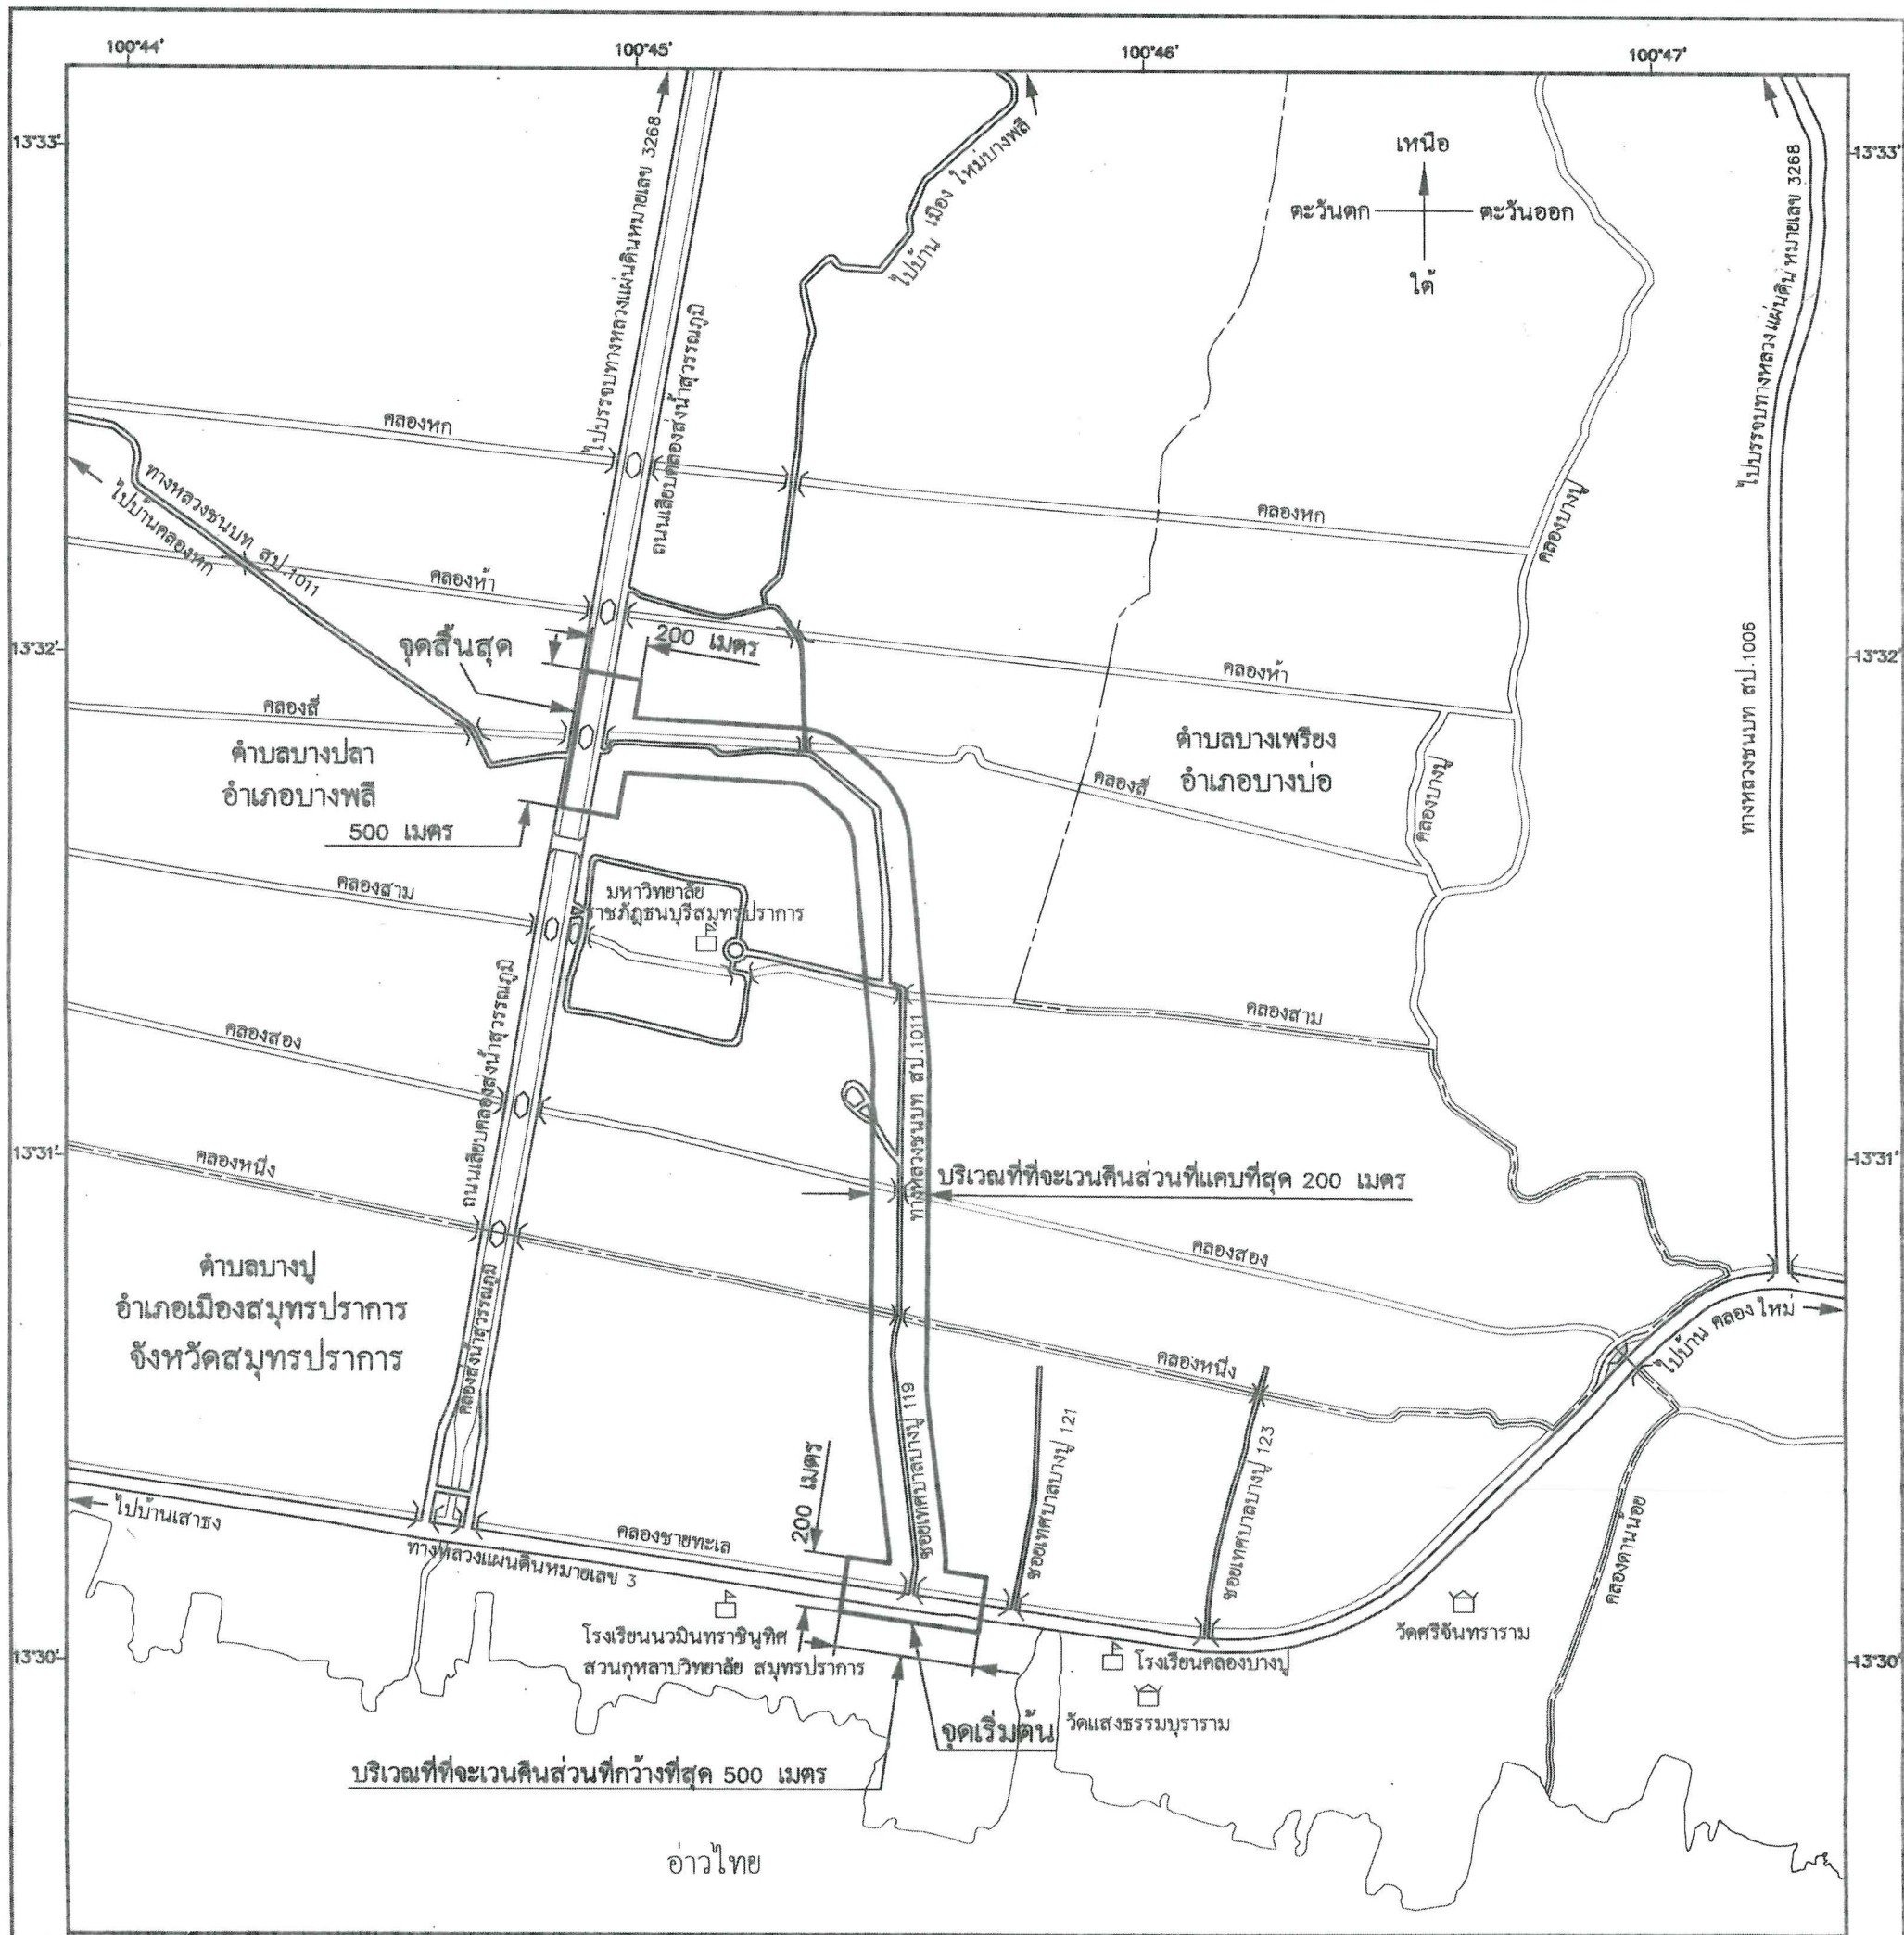 100°44'
100°45'
100°46'
100°47'
13°33'
13°33'
เหนือ
ตะวันตก
ตะวันออก
ใต้
ไปบรรจบทางหลวงแผ่นดินหมายเลข 3268
ถนนเลียบคลองส่งน้ำสุวรรณภูมิ
ไปบ้าน เมือง ใหม่บางพลี
ไปบรรจบทางหลวงแผ่นดิน หมายเลข 3268
คลองหก
คลองหก
คลองบางปู
ทางหลวงชนบท สป.1011
ไปบ้านคลองหก
คลองห้า
คลองห้า
13°32'
13°32'
จุดสิ้นสุด
200 เมตร
ทางหลวงชนบท สป.1006
คลองสี่
คลองสี่
ตำบลบางปลา
อำเภอบางพลี
ตำบลบางเพรียง
อำเภอบางบ่อ
คลองบางปู
500 เมตร
คลองสาม
มหาวิทยาลัย
ราชภัฏธนบุรีสมุทรปราการ
คลองสาม
คลองสอง
ถนนเลียบคลองส่งน้ำสุวรรณภูมิ
ทางหลวงชนบท สป.1011
13°31'
13°31'
คลองหนึ่ง
บริเวณที่ที่จะเวนคืนส่วนที่แคบที่สุด 200 เมตร
คลองสอง
ตำบลบางปู
อำเภอเมืองสมุทรปราการ
จังหวัดสมุทรปราการ
คลองส่งน้ำสุวรรณภูมิ
คลองหนึ่ง
ไปบ้าน คลองใหม่
ซอยเทศบาลบางปู 119
ซอยเทศบาลบางปู 121
ซอยเทศบาลบางปู 123
200 เมตร
คลองด่านน้อย
ไปบ้านเสาธง
คลองชายทะเล
ทางหลวงแผ่นดินหมายเลข 3
โรงเรียนนวมินทราชินูทิศ
สวนกุหลาบวิทยาลัย สมุทรปราการ
วัดศรีจันทราราม
โรงเรียนคลองบางปู
13°30'
13°30'
จุดเริ่มต้น
วัดแสงธรรมบุราราม
บริเวณที่ที่จะเวนคืนส่วนที่กว้างที่สุด 500 เมตร
อ่าวไทย